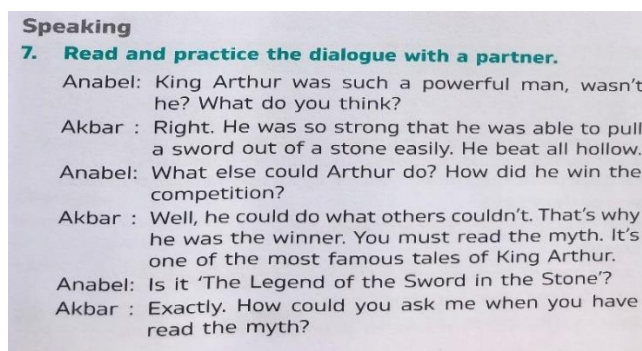 Speaking
7. Read and practice the dialogue with a partner.
Anabel: King Arthur was such a powerful man, wasn't
he? What do you think?
Akbar : Right. He was so strong that he was able to pull
a sword out of a stone easily. He beat all hollow.
Anabel: What else could Arthur do? How did he win the
competition?
Akbar : Well, he could do what others couldn't. That's why
he was the winner. You must read the myth. It's
one of the most famous tales of King Arthur.
Anabel: Is it ‘The Legend of the Sword in the Stone’?
Akbar : Exactly. How could you ask me when you have
read the myth?